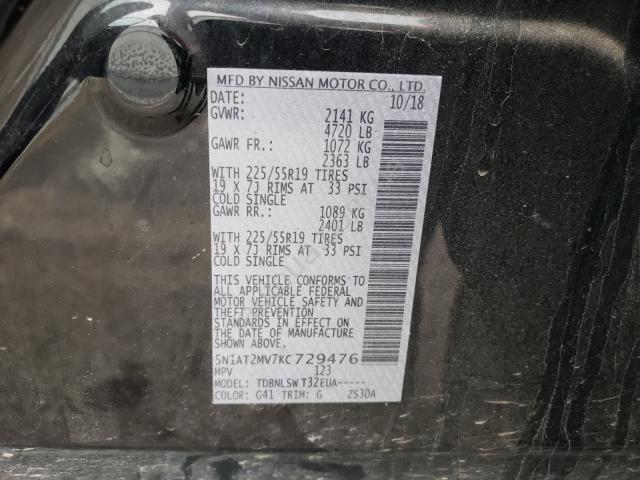 MFD BY NISSAN MOTOR CO., LTD.
DATE: 10/18
GVWR: 2141 KG
4720 LB
GAWR FR.: 1072 KG
2363 LB
WITH 225/55R19 TIRES
19 X 7J RIMS AT 33 PSI
COLD SINGLE
GAWR RR.: 1089 KG
2401 LB
WITH 225/55R19 TIRES
19 X 7J RIMS AT 33 PSI
COLD SINGLE
THIS VEHICLE CONFORMS TO
ALL APPLICABLE FEDERAL
MOTOR VEHICLE SAFETY AND
THEFT PREVENTION
STANDARDS IN EFFECT ON
THE DATE OF MANUFACTURE
SHOWN ABOVE.
5N1AT2MV7KC729476
MPV 123
MODEL: TDBNLSW T32EUA-----
COLOR: G41 TRIM: G ZS30A